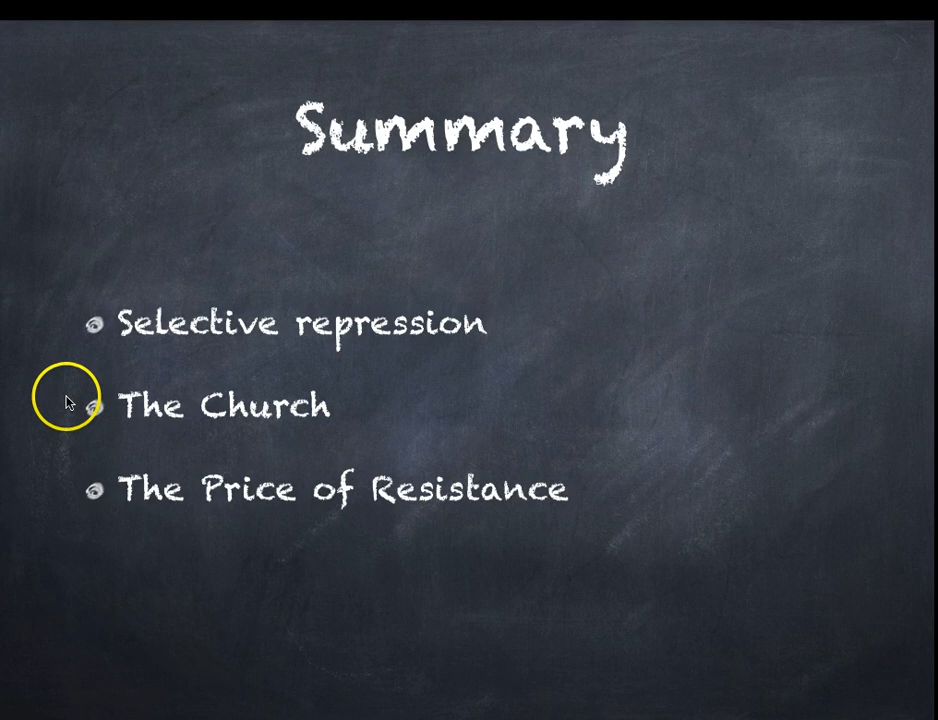 Summary
Selective repression
The Church
The Price of Resistance